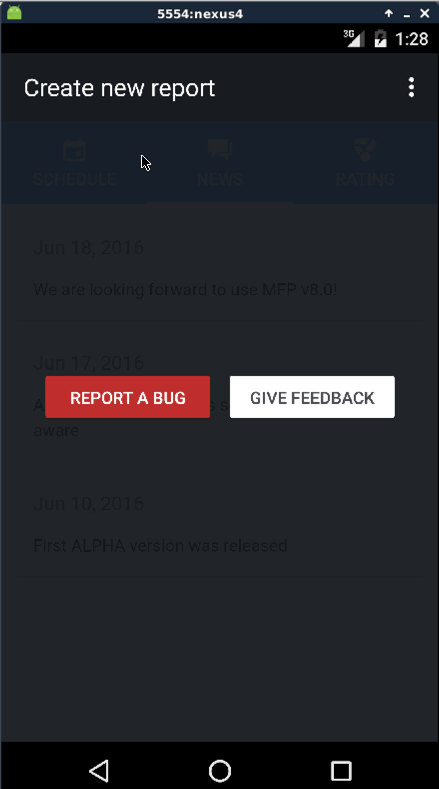 5554:nexus4
3G 1:28
Create new report
SCHEDULE NEWS RATING
Jun 18, 2016
We are looking forward to use MFP v8.0!
Jun 17, 2016
REPORT A BUG GIVE FEEDBACK
aware
Jun 10, 2016
First ALPHA version was released